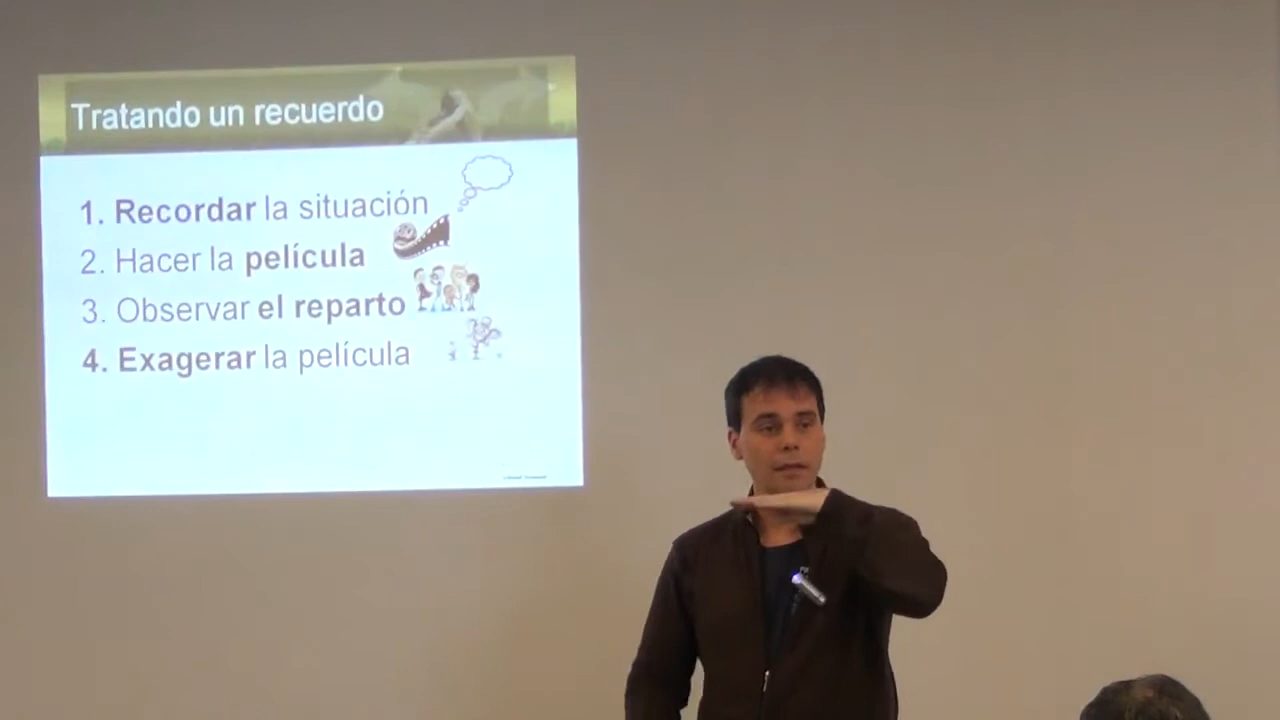 Tratando un recuerdo
1. Recordar la situación
2. Hacer la película
3. Observar el reparto
4. Exagerar la película